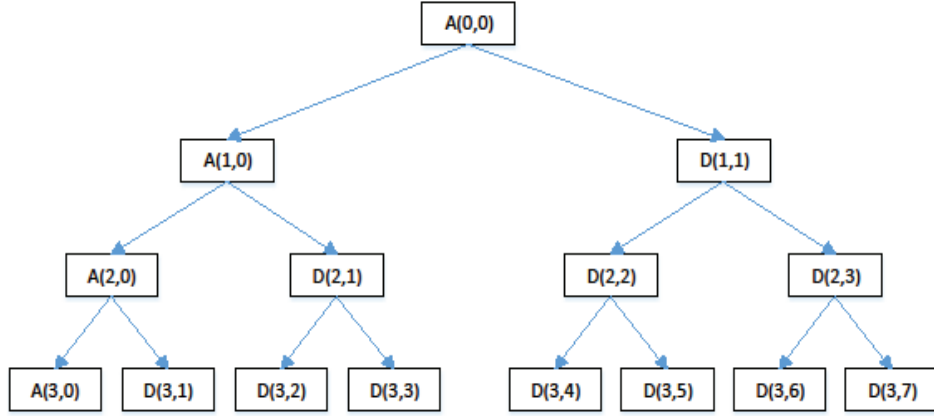 A(0,0)
A(1,0) D(1,1)
A(2,0) D(2,1) D(2,2) D(2,3)
A(3,0) D(3,1) D(3,2) D(3,3) D(3,4) D(3,5) D(3,6) D(3,7)